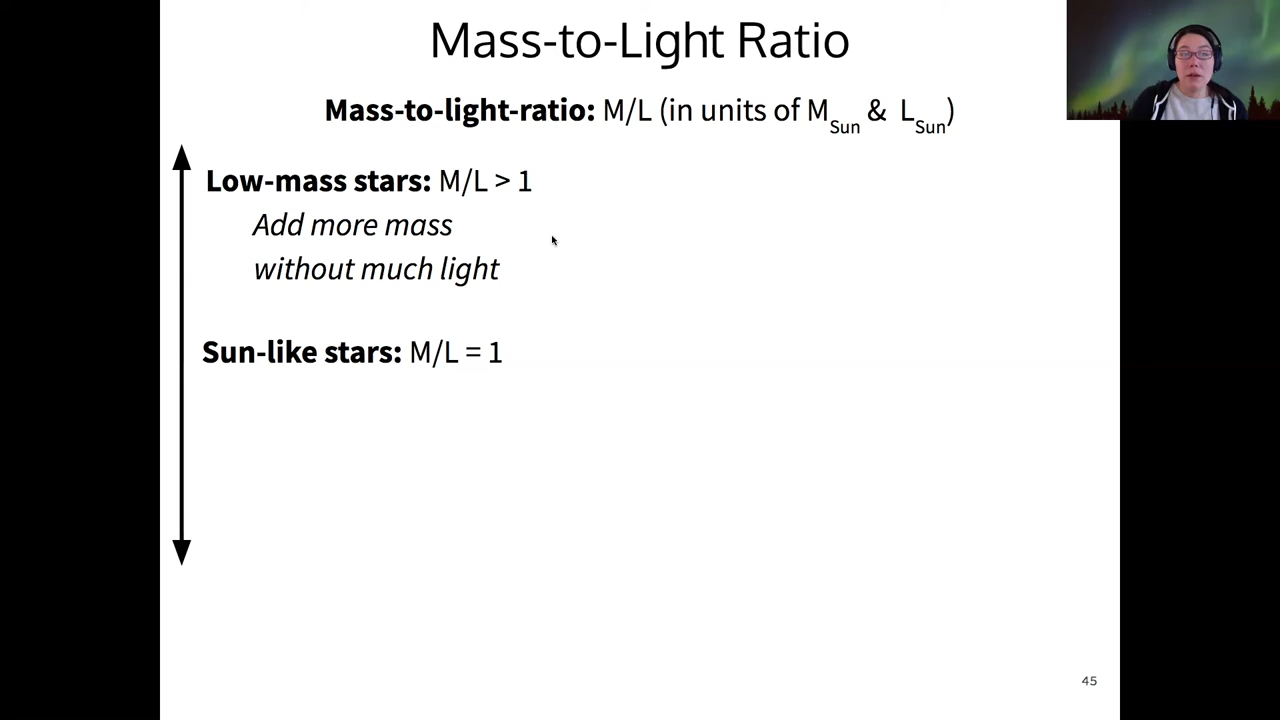 Mass-to-Light Ratio
Mass-to-light-ratio: M/L (in units of M_Sun & L_Sun)
Low-mass stars: M/L > 1
Add more mass
without much light
Sun-like stars: M/L = 1
45